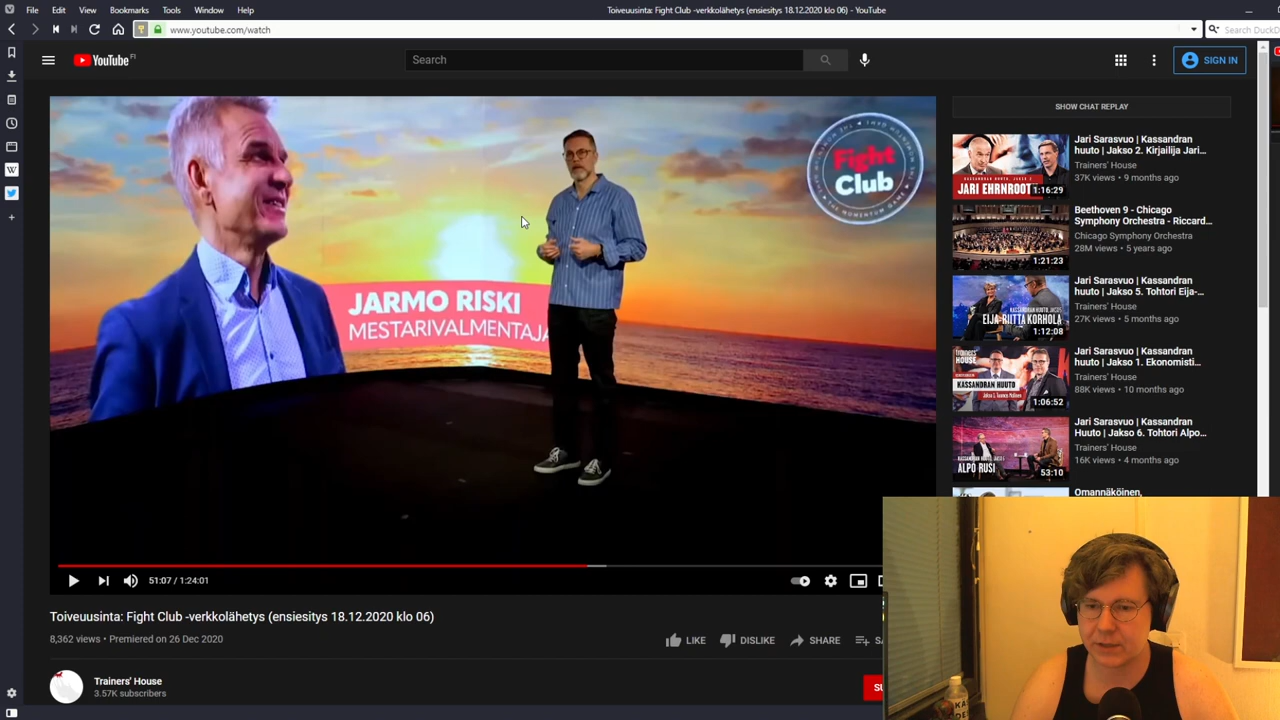 File Edit View Bookmarks Tools Window Help
Toiveuusinta: Fight Club -verkkolähetys (ensiesitys 18.12.2020 klo 06) - YouTube
www.youtube.com/watch
Search DuckD
YouTube FI
Search
SIGN IN
Fight
Club
JARMO RISKI
MESTARIVALMENTAJA
51:07 / 1:24:01
Toiveuusinta: Fight Club -verkkolähetys (ensiesitys 18.12.2020 klo 06)
8,362 views • Premiered on 26 Dec 2020
LIKE
DISLIKE
SHARE
SA
Trainers' House
3.57K subscribers
SU
SHOW CHAT REPLAY
JARI EHRNROOT
1:16:29
Jari Sarasvuo | Kassandran
huuto | Jakso 2. Kirjailija Jari...
Trainers' House
37K views • 9 months ago
1:21:23
Beethoven 9 - Chicago
Symphony Orchestra - Riccard...
Chicago Symphony Orchestra
28M views • 5 years ago
EIJA-RIITTA KORHOLA
1:12:08
Jari Sarasvuo | Kassandran
huuto | Jakso 5. Tohtori Eija-...
Trainers' House
27K views • 5 months ago
KASSANDRAN HUUTO
1:06:52
Jari Sarasvuo | Kassandran
huuto | Jakso 1. Ekonomisti...
Trainers' House
88K views • 10 months ago
ALPO RUSI
53:10
Jari Sarasvuo | Kassandran
Huuto | Jakso 6. Tohtori Alpo...
Trainers' House
16K views • 4 months ago
Omannäköinen,